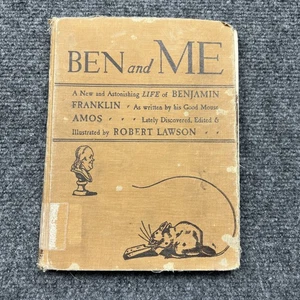 BEN and ME
A New and Astonishing LIFE of BENJAMIN
FRANKLIN · As written by his Good Mouse
AMOS · · · Lately Discovered, Edited &
Illustrated by ROBERT LAWSON · ·